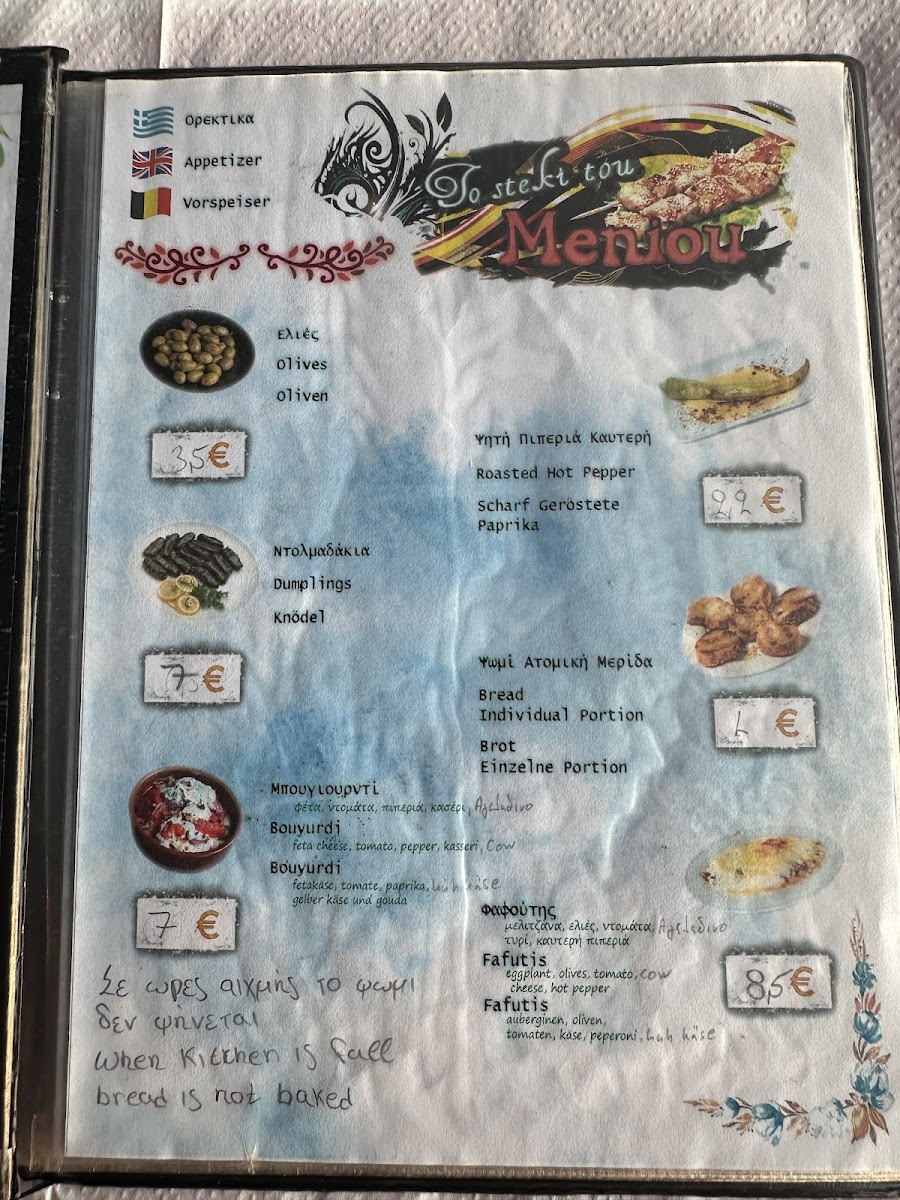 Ορεκτικα
Appetizer
Vorspeiser
To steki tou
Meniou
Ελιές
Olives
Oliven
3,5 €
Ψητή Πιπεριά Καυτερή
Roasted Hot Pepper
Scharf Geröstete
Paprika
2,2 €
Ντολμαδάκια
Dumplings
Knödel
7 €
Ψωμί Ατομική Μερίδα
Bread
Individual Portion
Brot
Einzelne Portion
€
Μπουγιουρντί
φέτα, ντομάτα, πιπεριά, κασέρι, Αγελαδινο
Bouyurdi
feta cheese, tomato, pepper, kasseri, cow
Bouyurdi
fetakäse, tomate, paprika, kuh käse
gelber käse und gouda
7 €
Φαφούτης
μελιτζάνα, ελιές, ντομάτα, Αγελαδινο
τυρί, καυτερή πιπεριά
Fafutis
eggplant, olives, tomato, cow
cheese, hot pepper
Fafutis
auberginen, oliven,
tomaten, käse, peperoni, kuh käse
8,5 €
Σε ωρες αιχμης το ψωμι
δεν ψηνεται
when Kitchen is full
bread is not baked